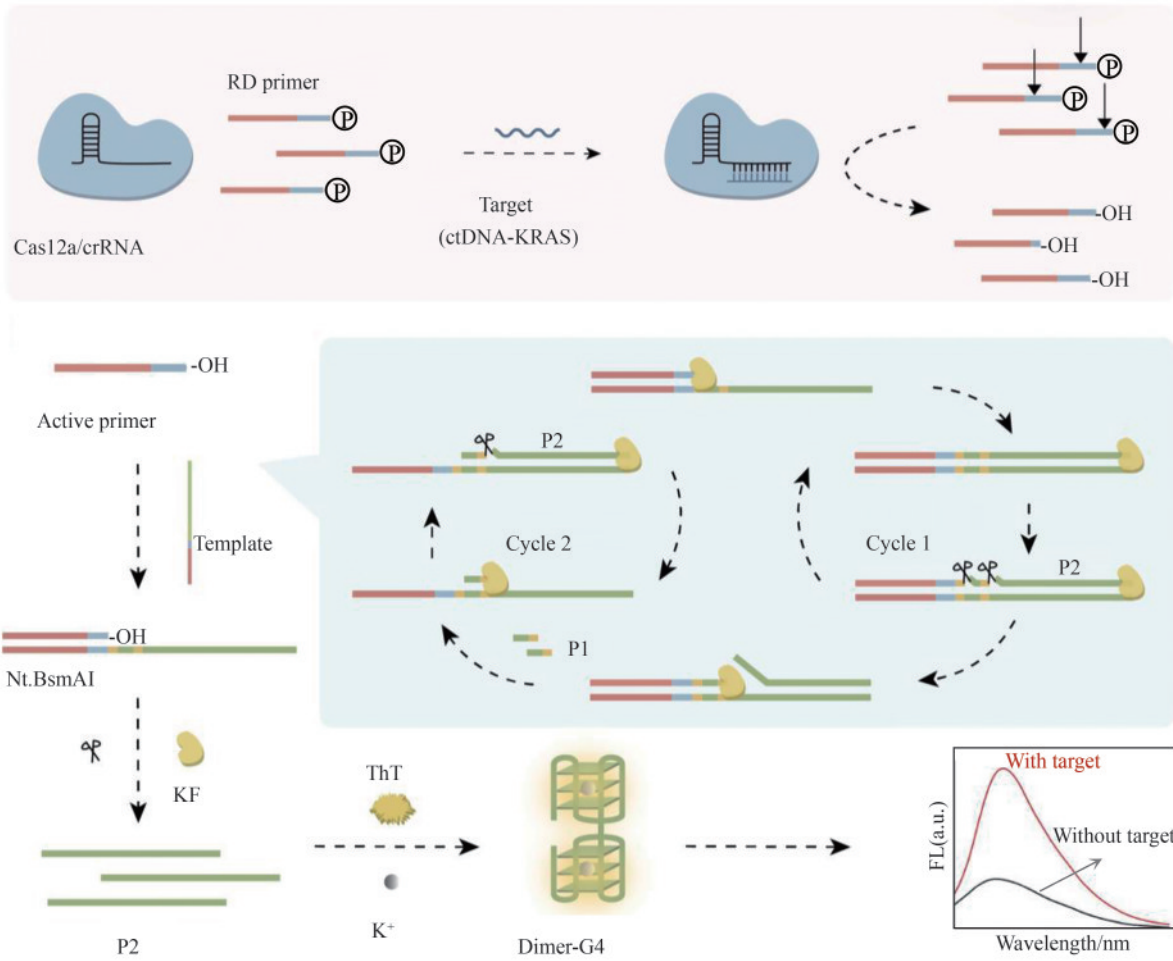 RD primer
P
P
P
Cas12a/crRNA
Target
(ctDNA-KRAS)
P
P
P
-OH
-OH
-OH
-OH
Active primer
Template
-OH
Nt.BsmAI
KF
P2
P2
Cycle 2
Cycle 1
P2
P1
ThT
K⁺
Dimer-G4
With target
Without target
FL(a.u.)
Wavelength/nm